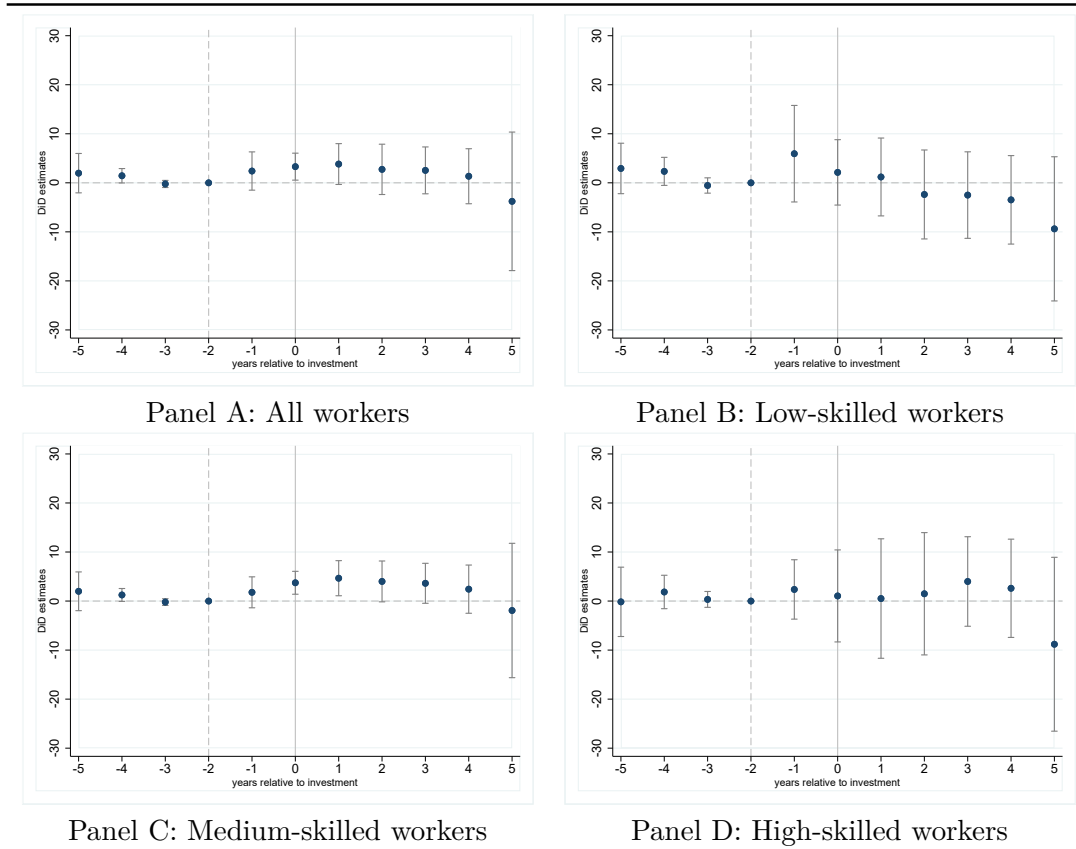 30
20
10
0
-10
-20
-30
DiD estimates
-5 -4 -3 -2 -1 0 1 2 3 4 5
years relative to investment
Panel A: All workers
30
20
10
0
-10
-20
-30
DiD estimates
-5 -4 -3 -2 -1 0 1 2 3 4 5
years relative to investment
Panel B: Low-skilled workers
30
20
10
0
-10
-20
-30
DiD estimates
-5 -4 -3 -2 -1 0 1 2 3 4 5
years relative to investment
Panel C: Medium-skilled workers
30
20
10
0
-10
-20
-30
DiD estimates
-5 -4 -3 -2 -1 0 1 2 3 4 5
years relative to investment
Panel D: High-skilled workers